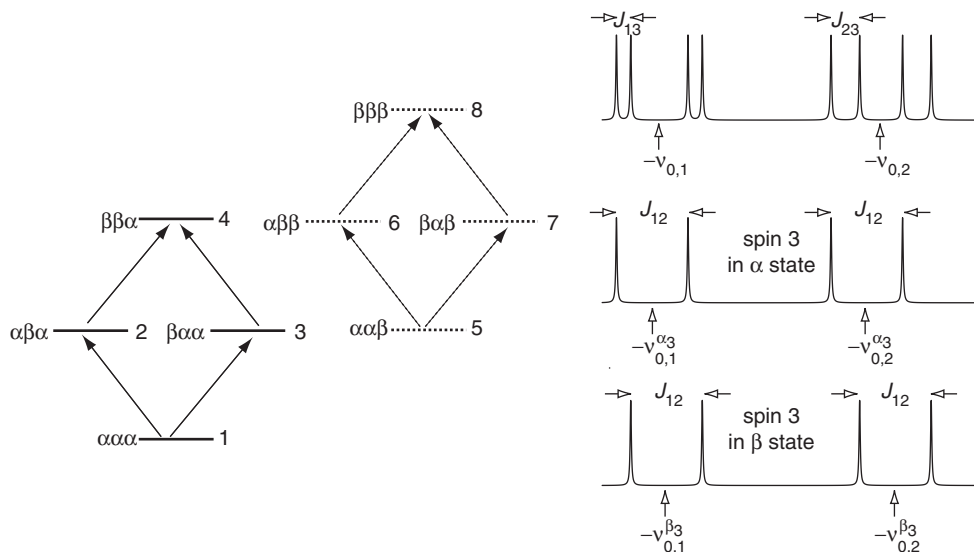 βββ 8
αββ 6 βαβ 7
ααβ 5
ββα 4
αβα 2 βαα 3
ααα 1
J₁₃ J₂₃
−ν₀,₁ −ν₀,₂
J₁₂ J₁₂
spin 3
in α state
−ν₀,₁^α₃ −ν₀,₂^α₃
J₁₂ J₁₂
spin 3
in β state
−ν₀,₁^β₃ −ν₀,₂^β₃